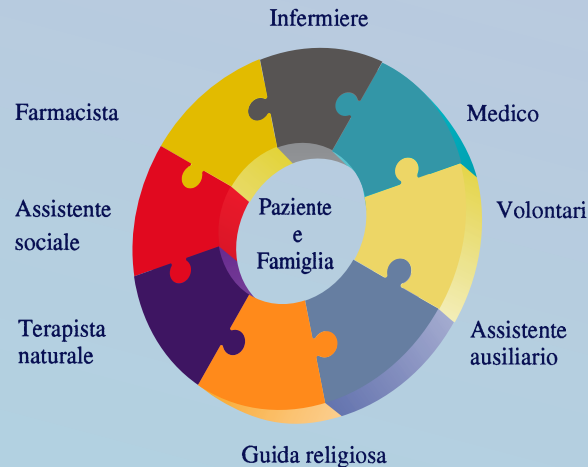 Infermiere
Farmacista
Medico
Assistente
sociale
Paziente
e
Famiglia
Volontari
Terapista
naturale
Assistente
ausiliario
Guida religiosa